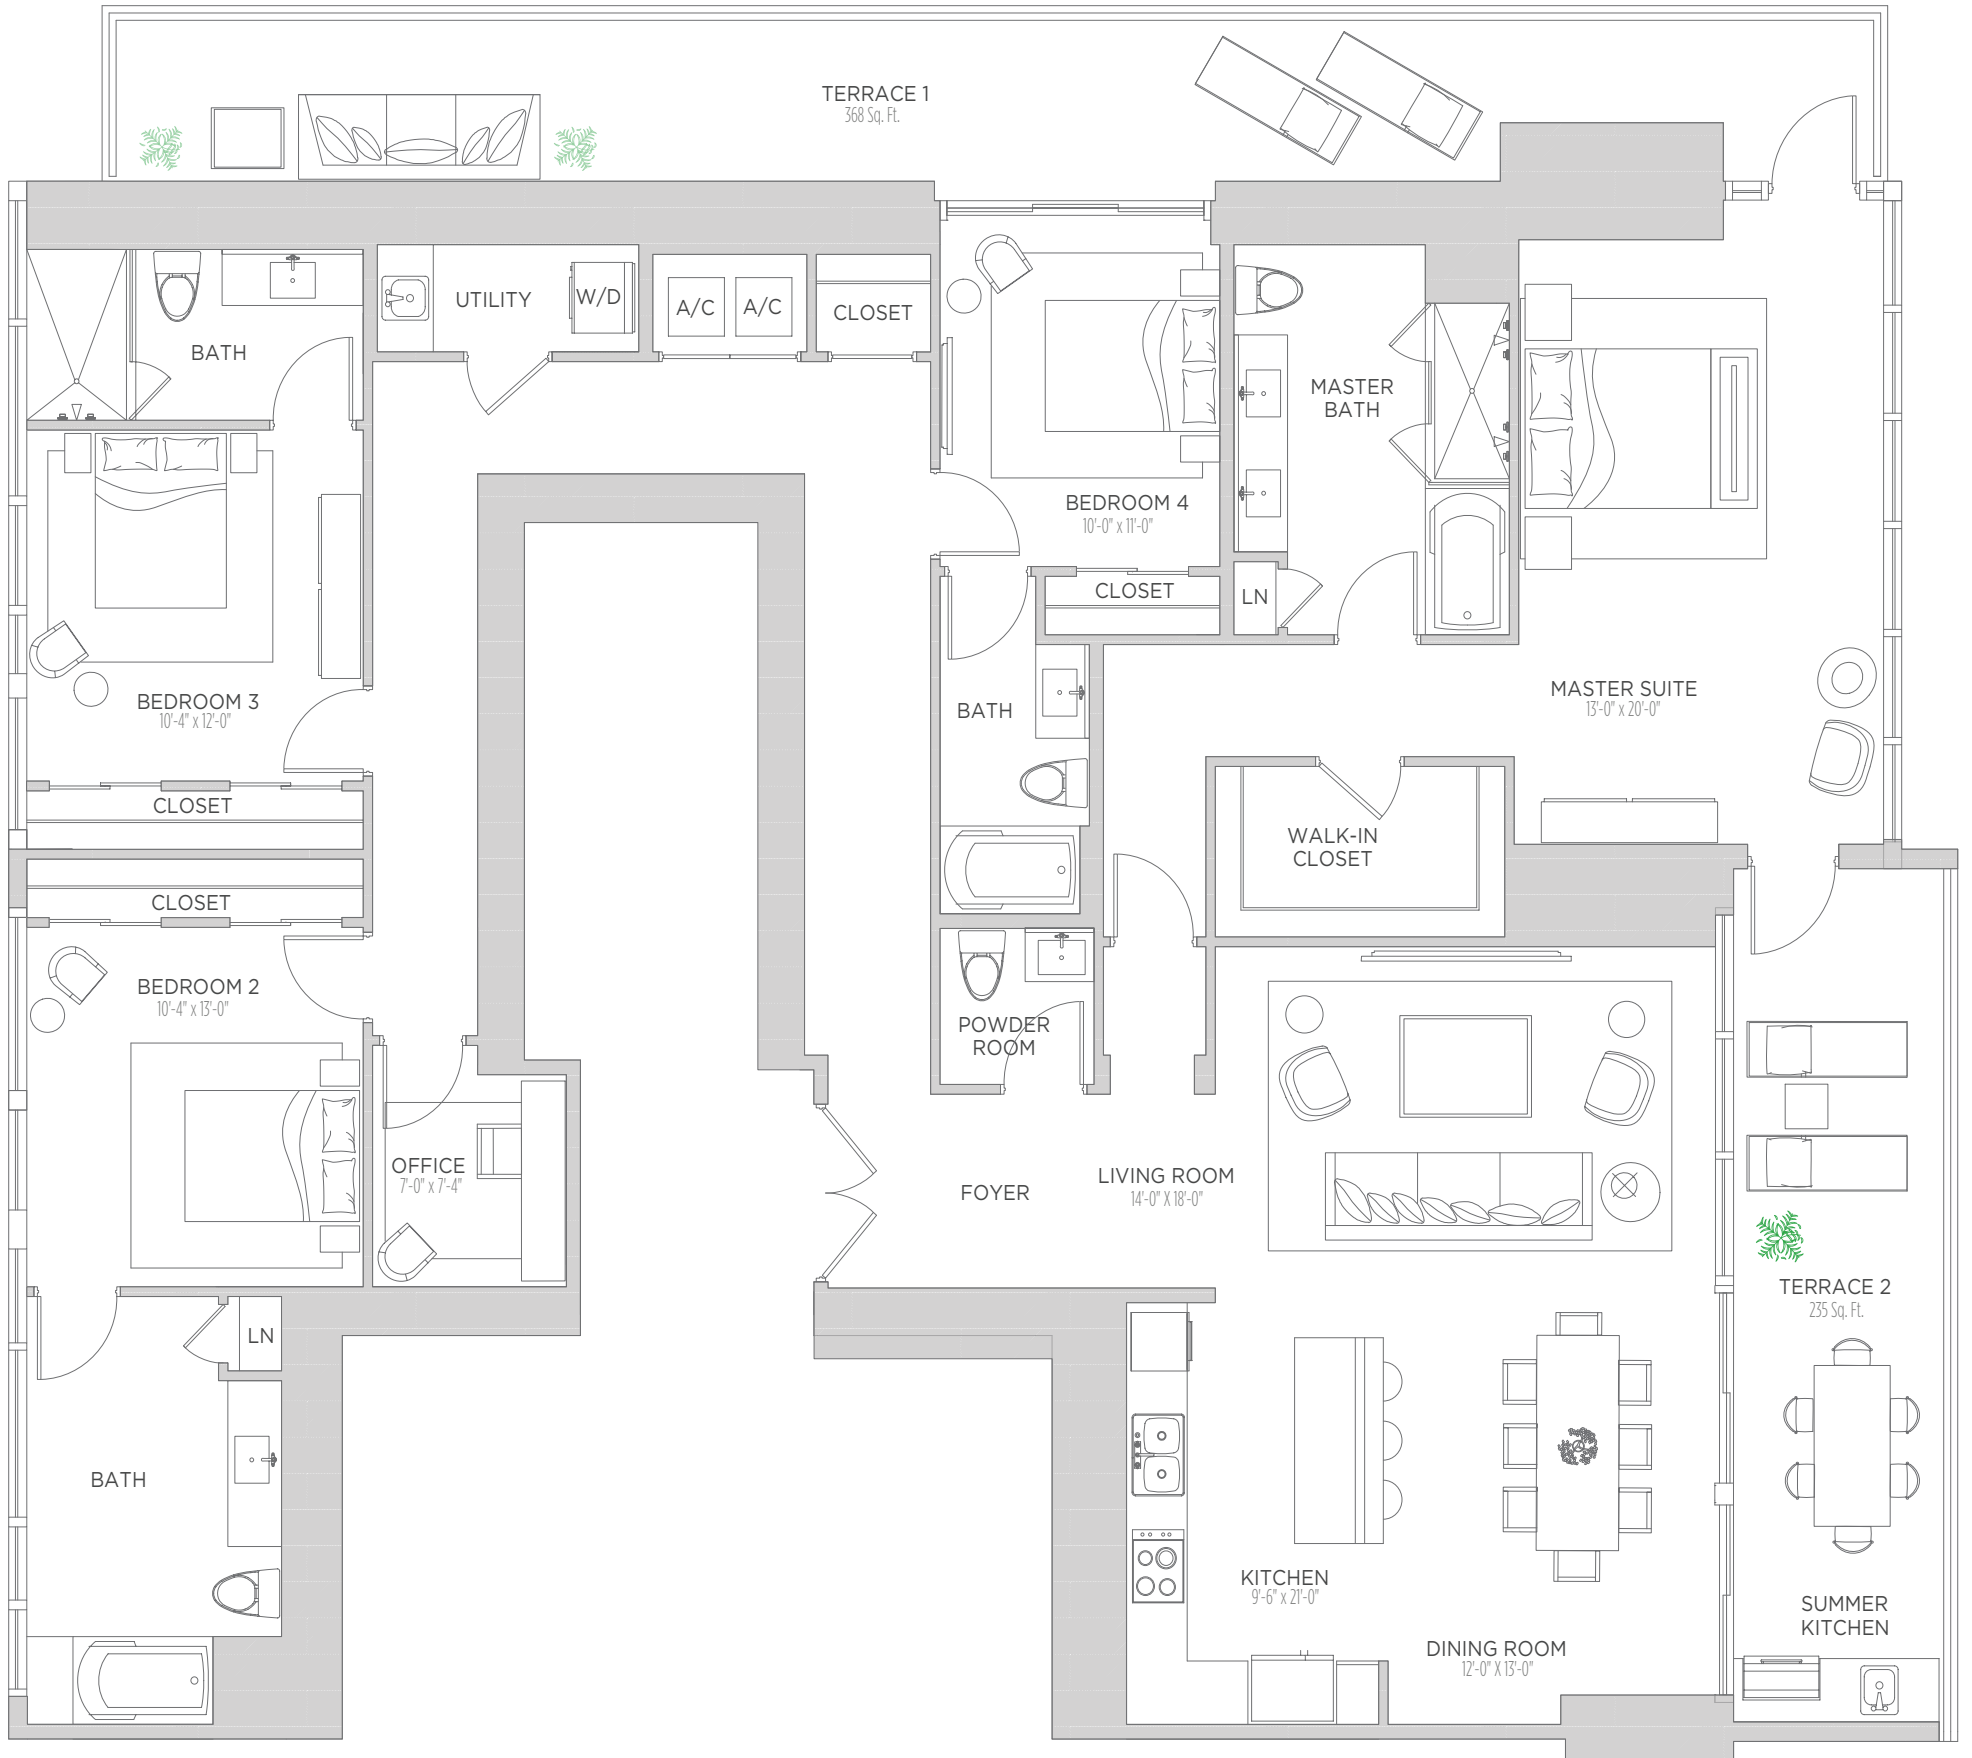 TERRACE 1
368 Sq. Ft.
UTILITY
W/D
A/C
A/C
CLOSET
BATH
MASTER
BATH
BEDROOM 4
10'-0" x 11'-0"
CLOSET
LN
BEDROOM 3
10'-4" x 12'-0"
BATH
MASTER SUITE
13'-0" x 20'-0"
CLOSET
WALK-IN
CLOSET
CLOSET
BEDROOM 2
10'-4" x 13'-0"
POWDER
ROOM
OFFICE
7'-0" x 7'-4"
FOYER
LIVING ROOM
14'-0" X 18'-0"
TERRACE 2
235 Sq. Ft.
LN
BATH
KITCHEN
9'-6" x 21'-0"
SUMMER
KITCHEN
DINING ROOM
12'-0" X 13'-0"